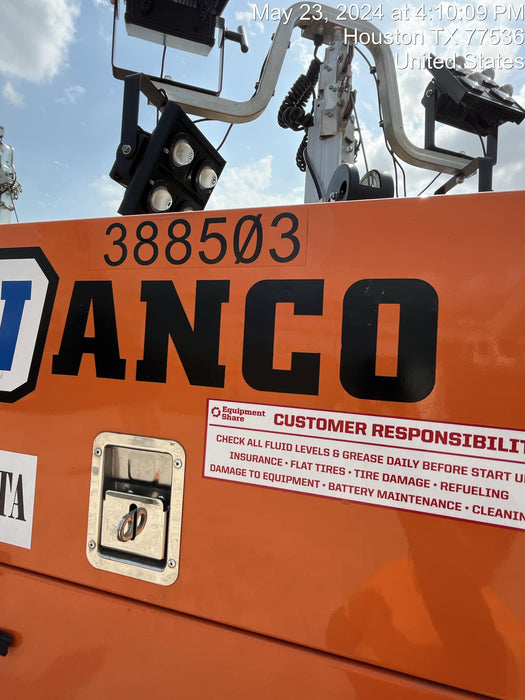 May 23, 2024 at 4:10:09 PM
Houston TX 77536
United States
3885Ø3
W
ANCO
Equipment
Share
CUSTOMER RESPONSIBILIT
CHECK ALL FLUID LEVELS & GREASE DAILY BEFORE START U
INSURANCE • FLAT TIRES • TIRE DAMAGE • REFUELING
DAMAGE TO EQUIPMENT • BATTERY MAINTENANCE • CLEANIN
TA